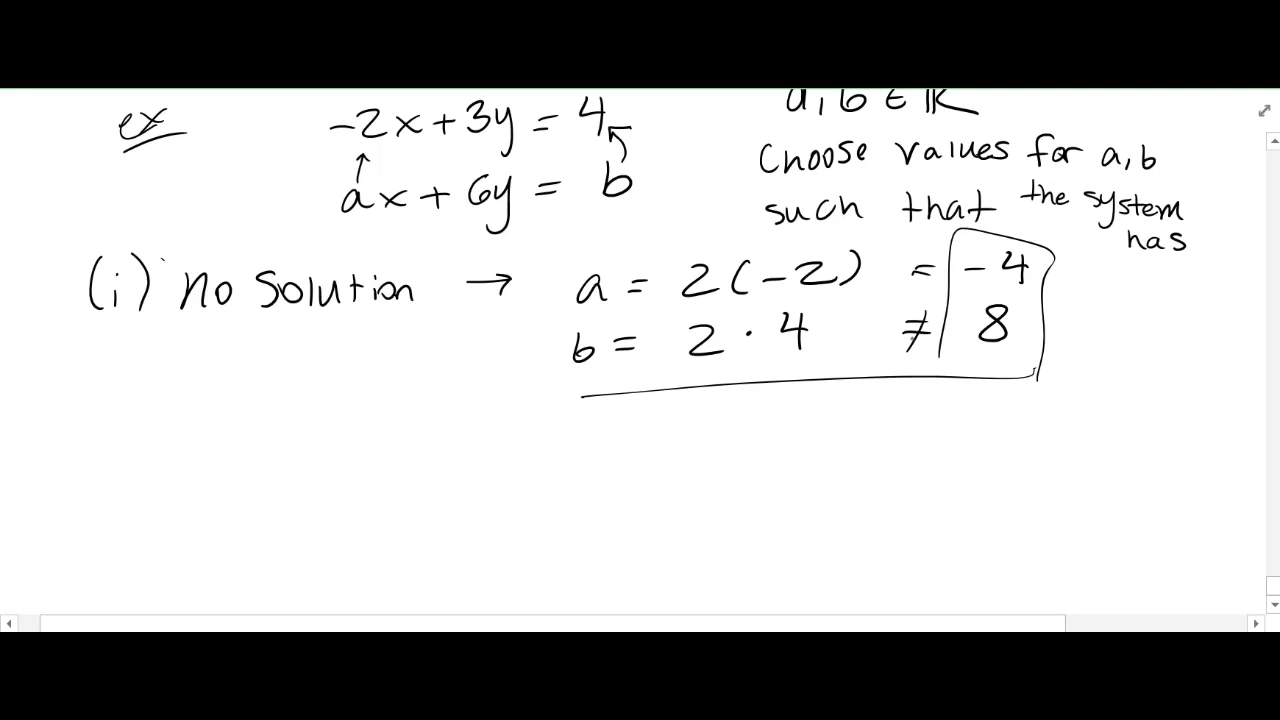 a, b ∈ ℝ
ex -2x + 3y = 4
ax + 6y = b
Choose values for a, b
such that the system
has
(i) no solution → a = 2(-2) = -4
b = 2 · 4 ≠ 8